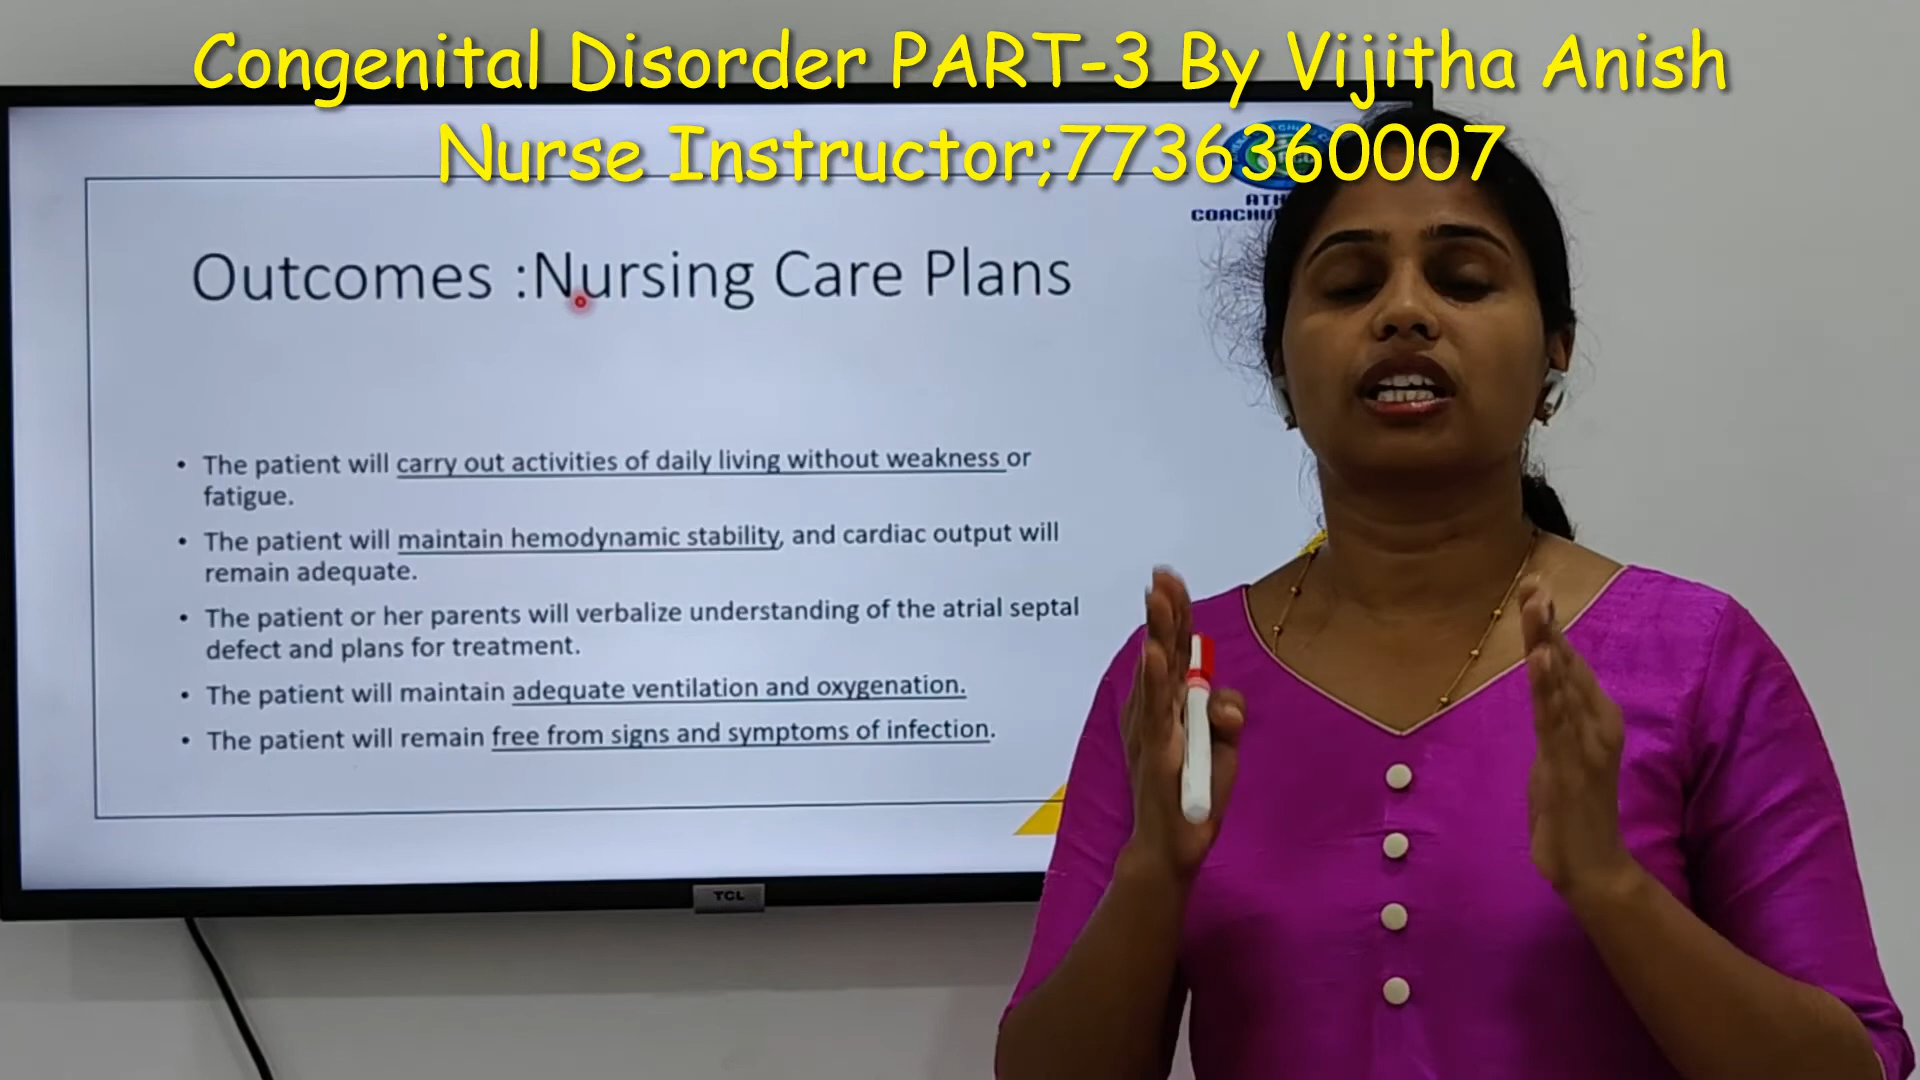 Congenital Disorder PART-3 By Vijitha Anish
Nurse Instructor;7736360007
COACHI
Outcomes :Nursing Care Plans
• The patient will carry out activities of daily living without weakness or
fatigue.
• The patient will maintain hemodynamic stability, and cardiac output will
remain adequate.
• The patient or her parents will verbalize understanding of the atrial septal
defect and plans for treatment.
• The patient will maintain adequate ventilation and oxygenation.
• The patient will remain free from signs and symptoms of infection.
TCL